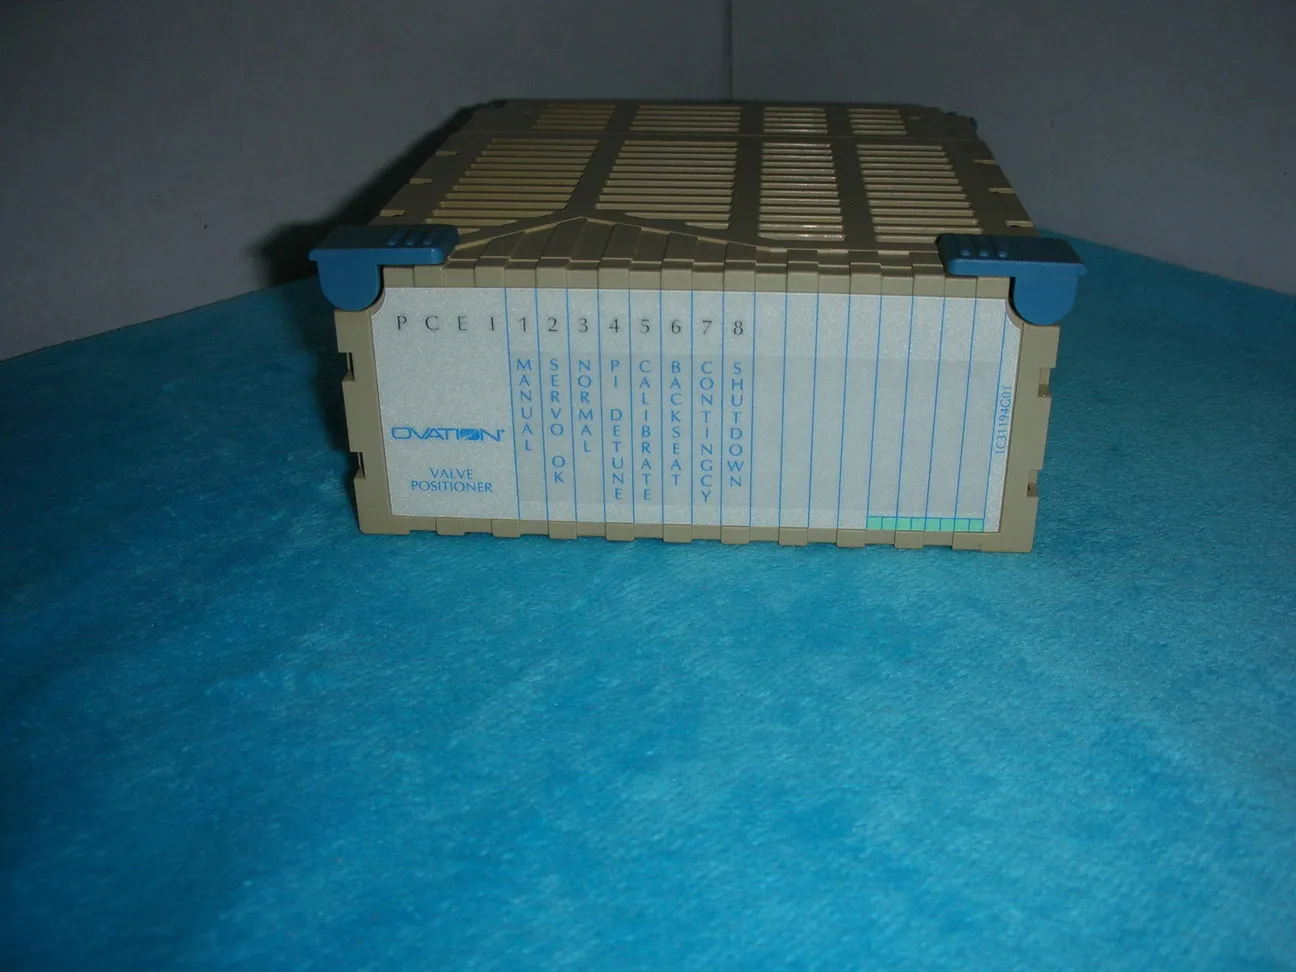 P C E I 1 2 3 4 5 6 7 8
MANUAL
SERVO OK
NORMAL
PI DETUNE
CALIBRATE
BACKSEAT
CONTINGCY
SHUTDOWN
OVATION
VALVE
POSITIONER
1C31194G01